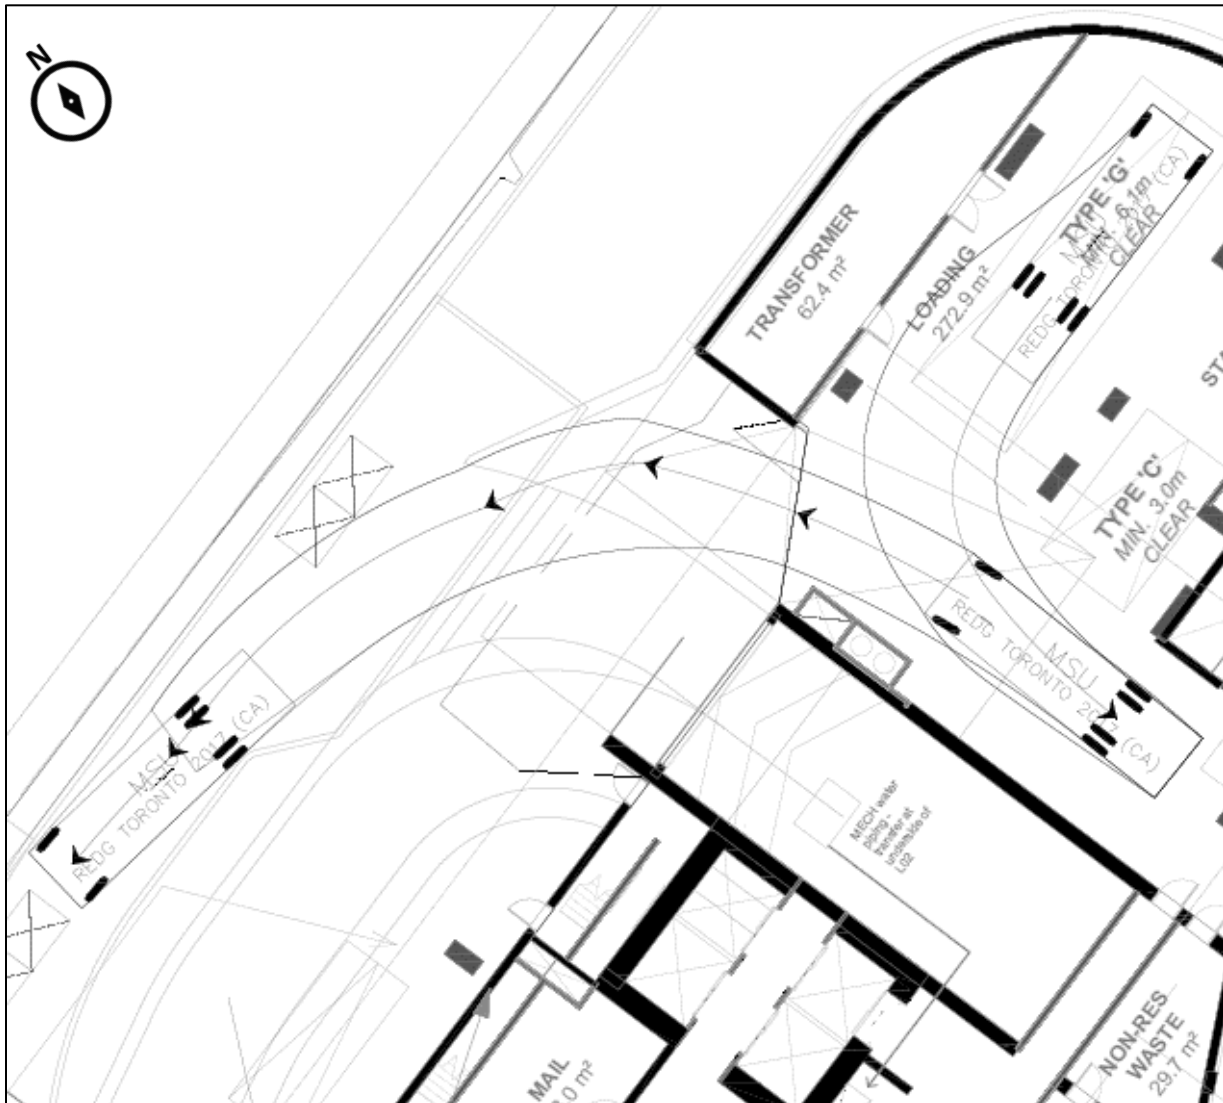 N
TRANSFORMER
62.4 m²
LOADING
272.9 m²
TYPE 'G'
MIN. 6.1m
CLEAR
REDG TORONTO
(CA)
TYPE 'C'
MIN. 3.0m
CLEAR
MSU
REDG TORONTO 2017 (CA)
MSU
REDG TORONTO 2017 (CA)
MECH water
piping -
transfer at
underside of
L02
NON-RES
WASTE
29.7 m²
MAIL